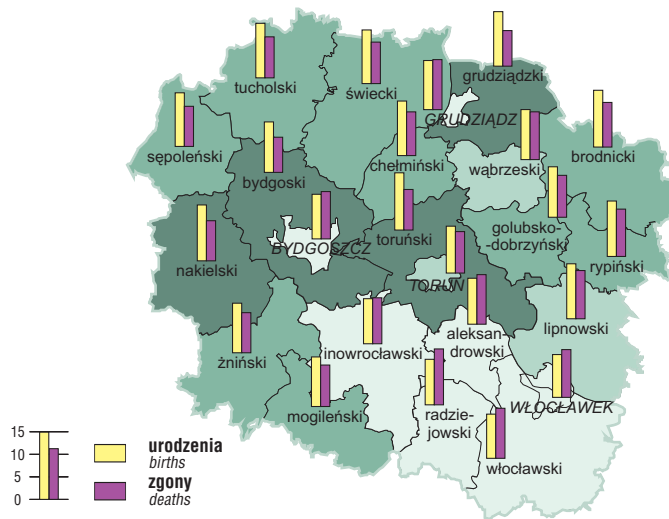 grudziądzki
tucholski
świecki
GRUDZIĄDZ
sępoleński
chełmiński
wąbrzeski
brodnicki
bydgoski
toruński
golubsko-
-dobrzyński
BYDGOSZCZ
nakielski
rypiński
TORUŃ
lipnowski
aleksan-
drowski
inowrocławski
żniński
mogileński
radzie-
jowski
WŁOCŁAWEK
włocławski
15
10
5
0
urodzenia
births
zgony
deaths